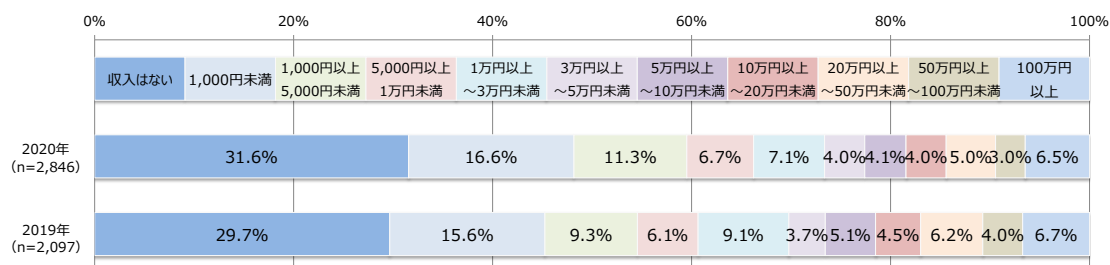 0% 20% 40% 60% 80% 100%
収入はない 1,000円未満 1,000円以上 5,000円以上 1万円以上 3万円以上 5万円以上 10万円以上 20万円以上 50万円以上 100万円
5,000円未満 1万円未満 ～3万円未満 ～5万円未満 ～10万円未満 ～20万円未満 ～50万円未満 ～100万円未満 以上
2020年
(n=2,846)
31.6% 16.6% 11.3% 6.7% 7.1% 4.0% 4.1% 4.0% 5.0% 3.0% 6.5%
2019年
(n=2,097)
29.7% 15.6% 9.3% 6.1% 9.1% 3.7% 5.1% 4.5% 6.2% 4.0% 6.7%